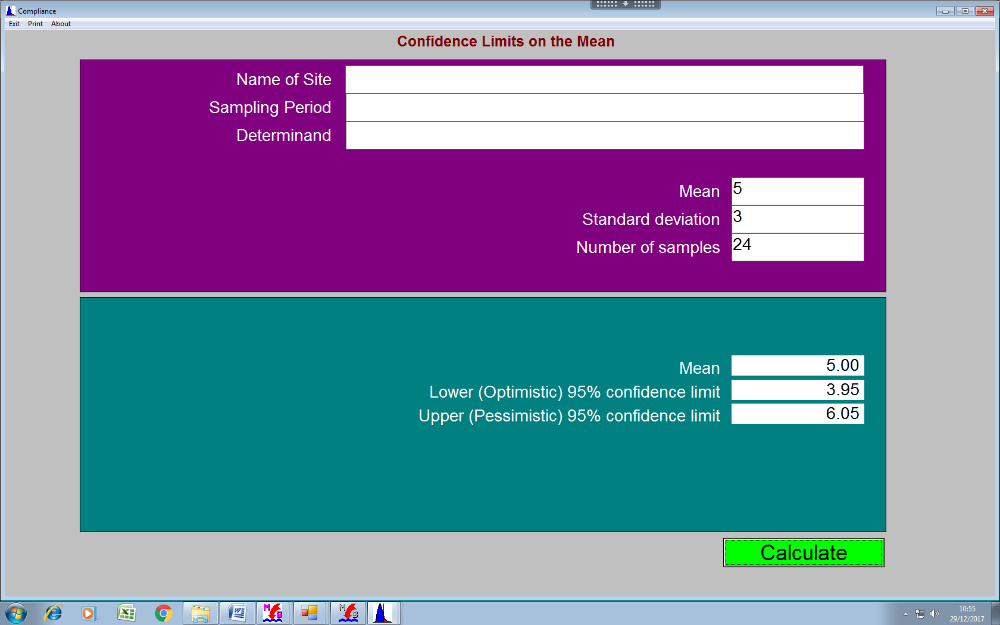 Compliance
Exit Print About
Confidence Limits on the Mean
Name of Site
Sampling Period
Determinand
Mean 5
Standard deviation 3
Number of samples 24
Mean 5.00
Lower (Optimistic) 95% confidence limit 3.95
Upper (Pessimistic) 95% confidence limit 6.05
Calculate
M B
M B
10:55
29/12/2017